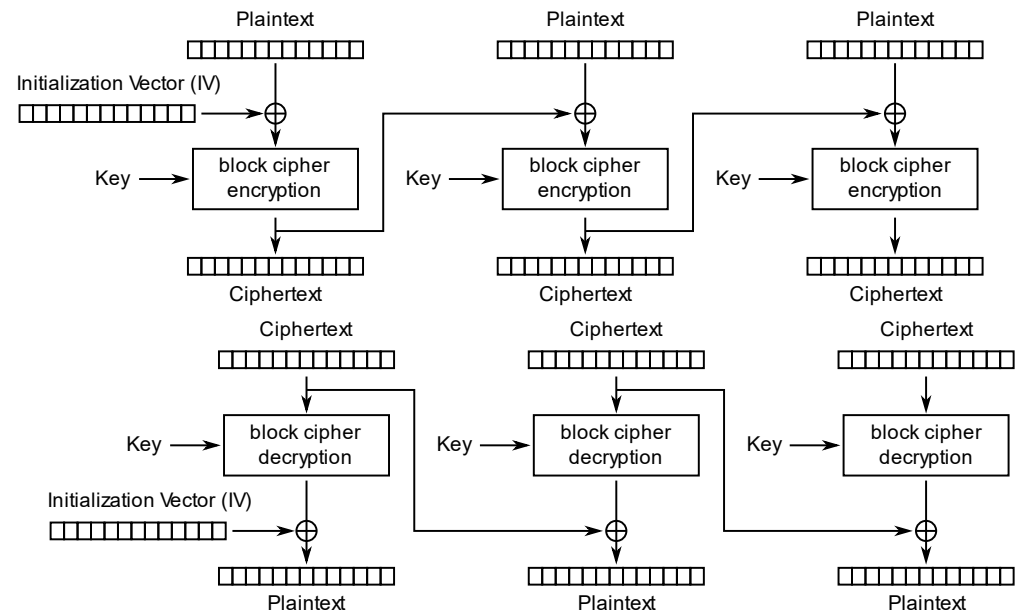 Plaintext Plaintext Plaintext
Initialization Vector (IV)
Key block cipher encryption Key block cipher encryption Key block cipher encryption
Ciphertext Ciphertext Ciphertext
Ciphertext Ciphertext Ciphertext
Key block cipher decryption Key block cipher decryption Key block cipher decryption
Initialization Vector (IV)
Plaintext Plaintext Plaintext